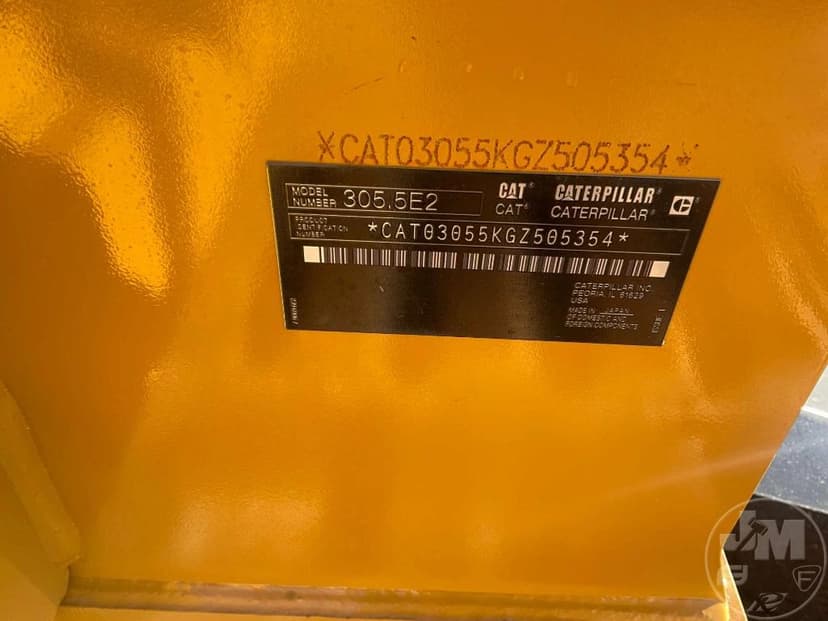 *CAT03055KGZ505354*
MODEL NUMBER 305.5E2
CAT® CATERPILLAR®
CAT® CATERPILLAR®
PRODUCT IDENTIFICATION NUMBER *CAT03055KGZ505354*
CATERPILLAR INC.
PEORIA, IL 61629
USA
MADE IN JAPAN
OF DOMESTIC AND
FOREIGN COMPONENTS
JM